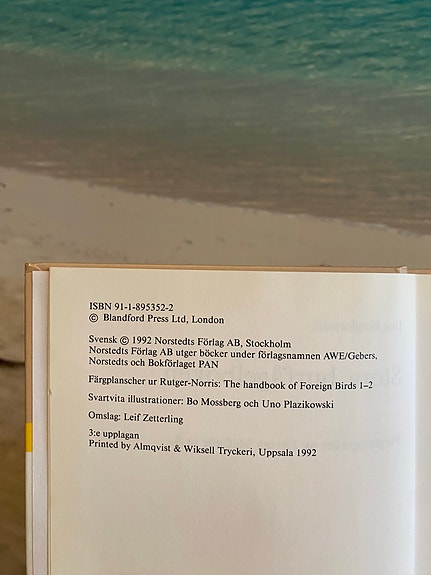 ISBN 91-1-895352-2
© Blandford Press Ltd, London
Svensk © 1992 Norstedts Förlag AB, Stockholm
Norstedts Förlag AB utger böcker under förlagsnamnen AWE/Gebers,
Norstedts och Bokförlaget PAN
Färgplanscher ur Rutger-Norris: The handbook of Foreign Birds 1–2
Svartvita illustrationer: Bo Mossberg och Uno Plazikowski
Omslag: Leif Zetterling
3:e upplagan
Printed by Almqvist & Wiksell Tryckeri, Uppsala 1992